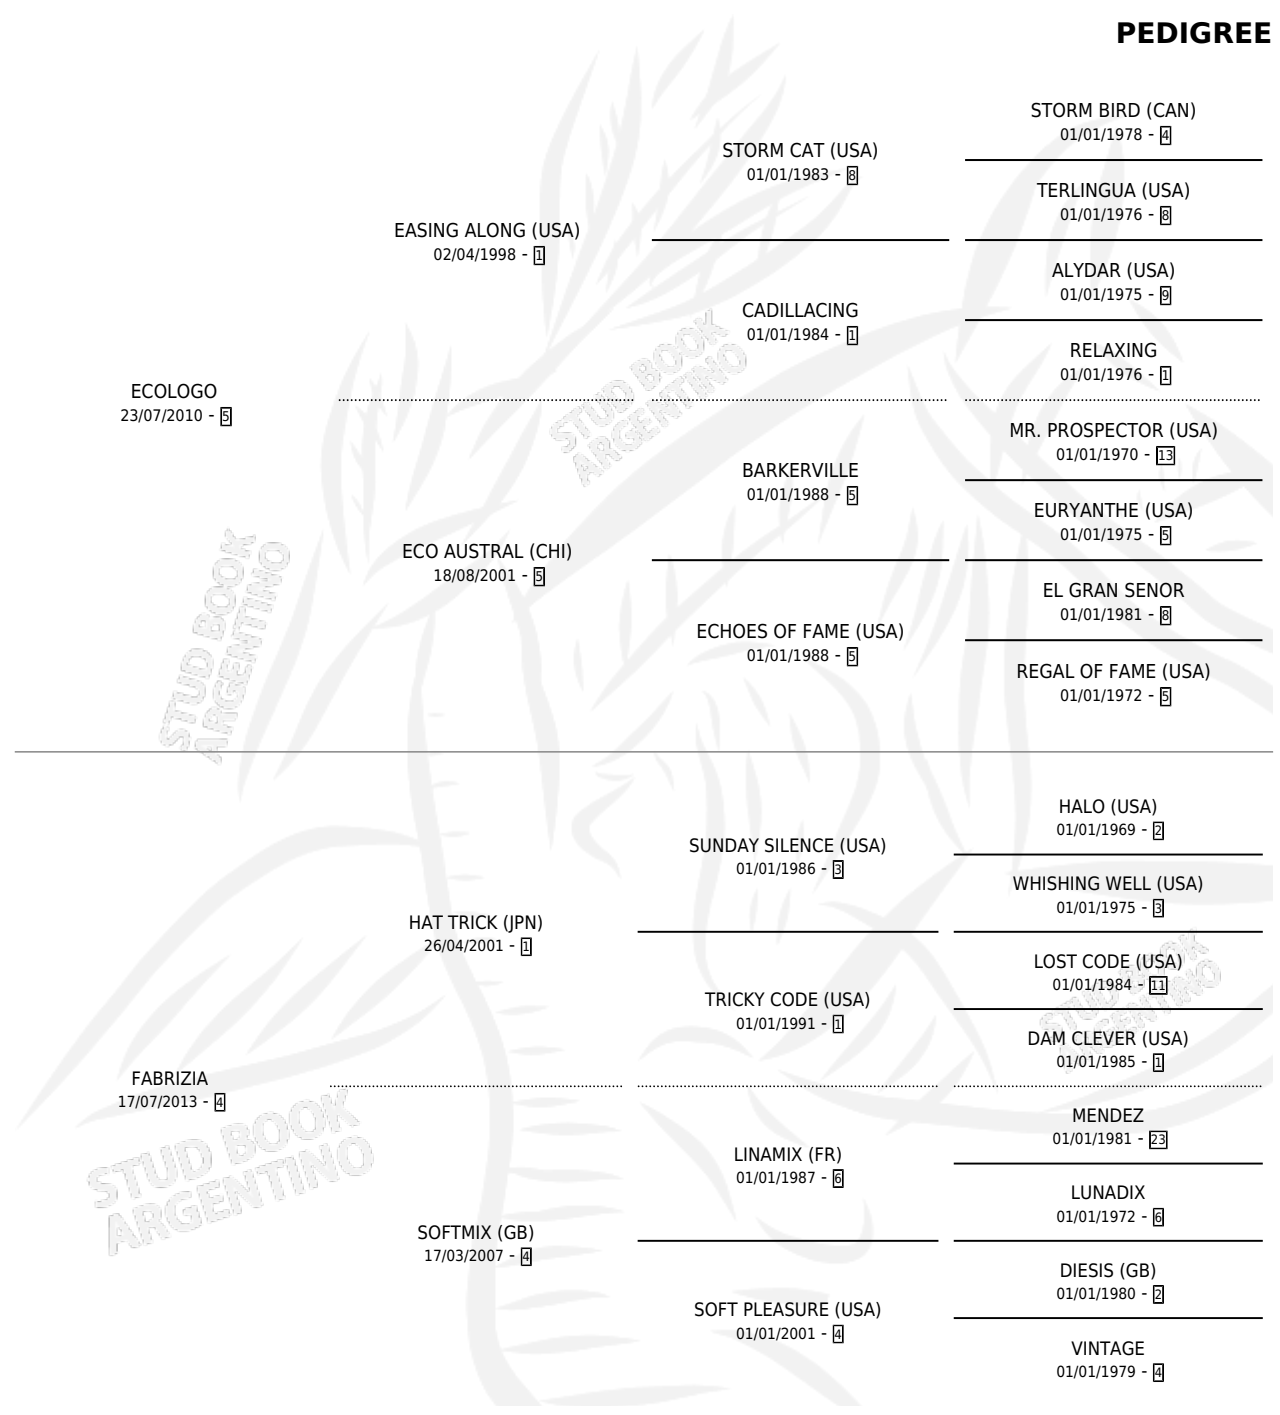 PEDIGREE
STORM BIRD (CAN)
01/01/1978 - 4
STORM CAT (USA)
01/01/1983 - 8
TERLINGUA (USA)
01/01/1976 - 8
EASING ALONG (USA)
02/04/1998 - 1
ALYDAR (USA)
01/01/1975 - 9
CADILLACING
01/01/1984 - 1
RELAXING
01/01/1976 - 1
ECOLOGO
23/07/2010 - 5
MR. PROSPECTOR (USA)
01/01/1970 - 13
BARKERVILLE
01/01/1988 - 5
EURYANTHE (USA)
01/01/1975 - 5
ECO AUSTRAL (CHI)
18/08/2001 - 5
EL GRAN SENOR
01/01/1981 - 8
ECHOES OF FAME (USA)
01/01/1988 - 5
REGAL OF FAME (USA)
01/01/1972 - 5
HALO (USA)
01/01/1969 - 2
SUNDAY SILENCE (USA)
01/01/1986 - 3
WHISHING WELL (USA)
01/01/1975 - 3
HAT TRICK (JPN)
26/04/2001 - 1
LOST CODE (USA)
01/01/1984 - 11
TRICKY CODE (USA)
01/01/1991 - 1
DAM CLEVER (USA)
01/01/1985 - 1
FABRIZIA
17/07/2013 - 4
MENDEZ
01/01/1981 - 23
LINAMIX (FR)
01/01/1987 - 6
LUNADIX
01/01/1972 - 6
SOFTMIX (GB)
17/03/2007 - 4
DIESIS (GB)
01/01/1980 - 2
SOFT PLEASURE (USA)
01/01/2001 - 4
VINTAGE
01/01/1979 - 4
STUD BOOK
ARGENTINO
STUD BOOK
ARGENTINO
STUD BOOK
ARGENTINO
STUD BOOK
ARGENTINO